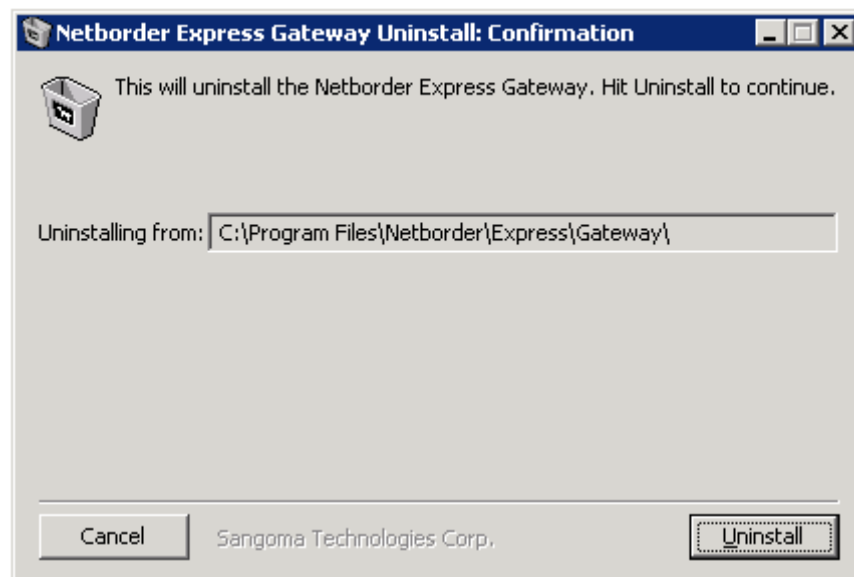 Netborder Express Gateway Uninstall: Confirmation
This will uninstall the Netborder Express Gateway. Hit Uninstall to continue.
Uninstalling from: C:\Program Files\Netborder\Express\Gateway\
Cancel Sangoma Technologies Corp. Uninstall